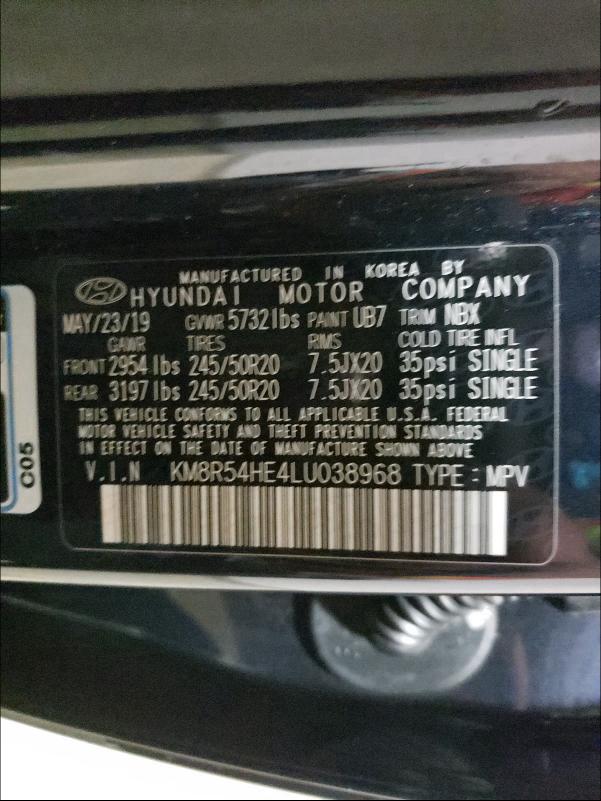 MANUFACTURED IN KOREA BY
HYUNDAI MOTOR COMPANY
MAY/23/19 GVWR 5732lbs PAINT UB7 TRIM NBX
GAWR TIRES RIMS COLD TIRE INFL
FRONT 2954 lbs 245/50R20 7.5JX20 35psi SINGLE
REAR 3197 lbs 245/50R20 7.5JX20 35psi SINGLE
THIS VEHICLE CONFORMS TO ALL APPLICABLE U.S.A. FEDERAL
MOTOR VEHICLE SAFETY AND THEFT PREVENTION STANDARDS
IN EFFECT ON THE DATE OF MANUFACTURE SHOWN ABOVE
V.I.N KM8R54HE4LU038968 TYPE : MPV
C05